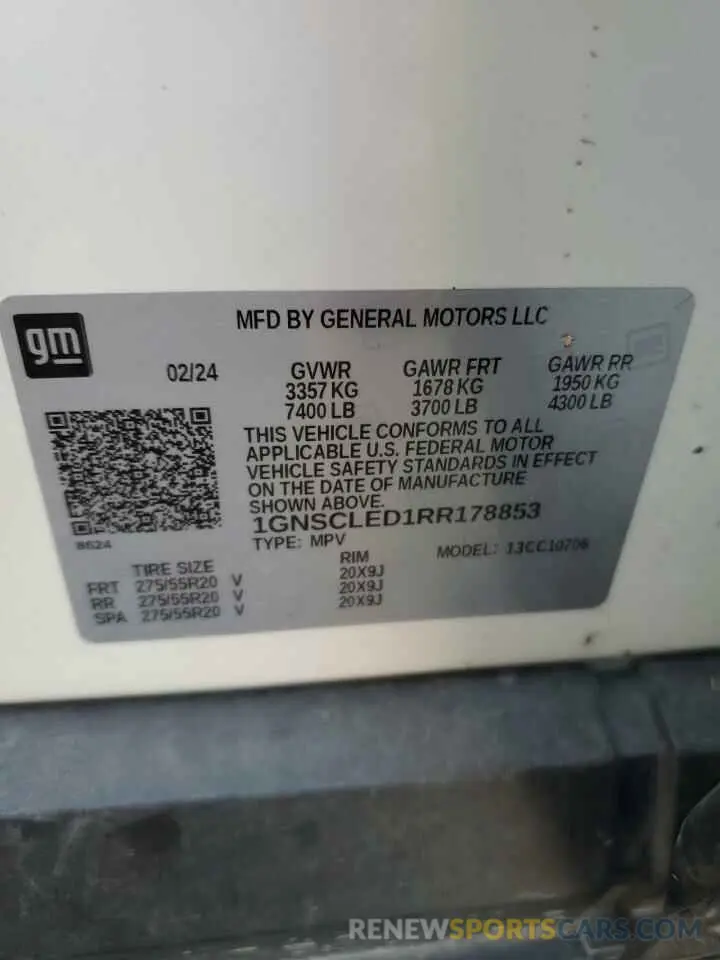 gm
MFD BY GENERAL MOTORS LLC
02/24
GVWR
3357 KG
7400 LB
GAWR FRT
1678 KG
3700 LB
GAWR RR
1950 KG
4300 LB
THIS VEHICLE CONFORMS TO ALL
APPLICABLE U.S. FEDERAL MOTOR
VEHICLE SAFETY STANDARDS IN EFFECT
ON THE DATE OF MANUFACTURE
SHOWN ABOVE.
1GNSCLED1RR178853
8624
TYPE: MPV
MODEL: 13CC10706
TIRE SIZE
RIM
FRT 275/55R20 V 20X9J
RR 275/55R20 V 20X9J
SPA 275/55R20 V 20X9J
RENEWSPORTSCARS.COM